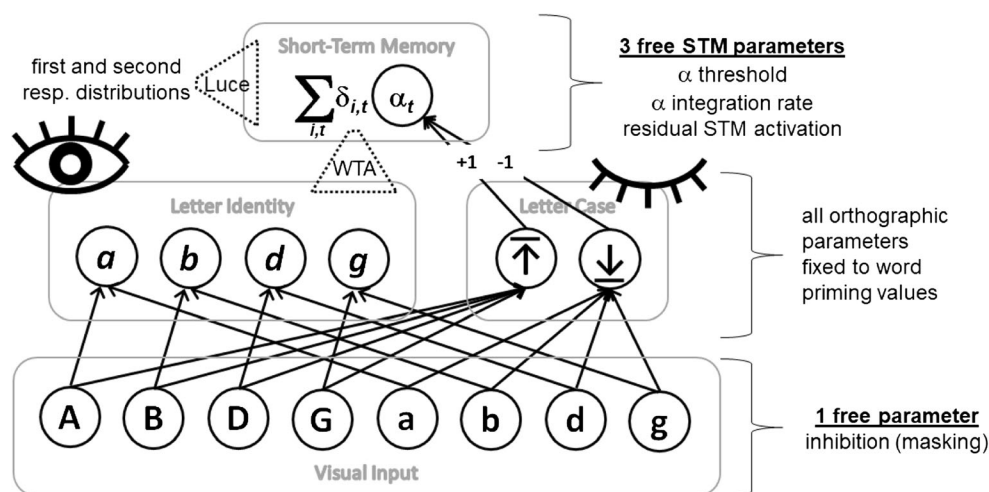 Short-Term Memory
3 free STM parameters
first and second
resp. distributions
Luce
∑ δi,t αt
i,t
α threshold
α integration rate
residual STM activation
WTA
+1 -1
Letter Identity
Letter Case
a b d g
all orthographic
parameters
fixed to word
priming values
A B D G a b d g
Visual Input
1 free parameter
inhibition (masking)